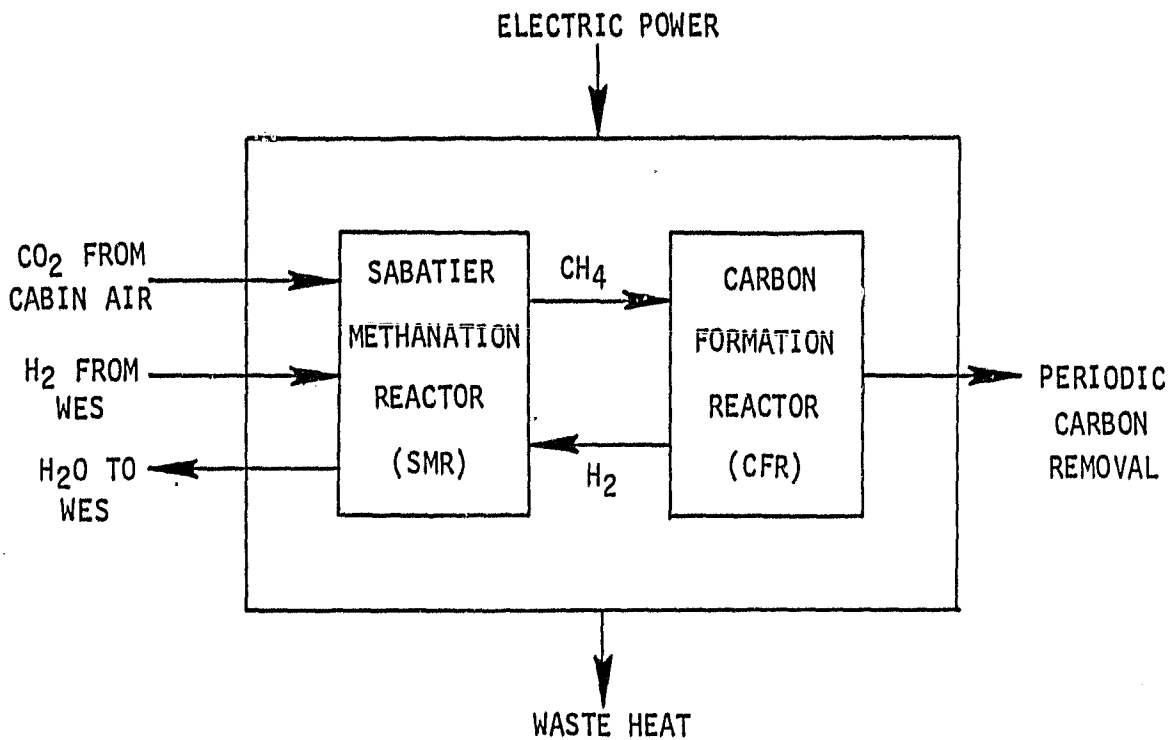 ELECTRIC POWER
CO2 FROM
CABIN AIR
H2 FROM
WES
H2O TO
WES
SABATIER
METHANATION
REACTOR
(SMR)
CH4
H2
CARBON
FORMATION
REACTOR
(CFR)
PERIODIC
CARBON
REMOVAL
WASTE HEAT